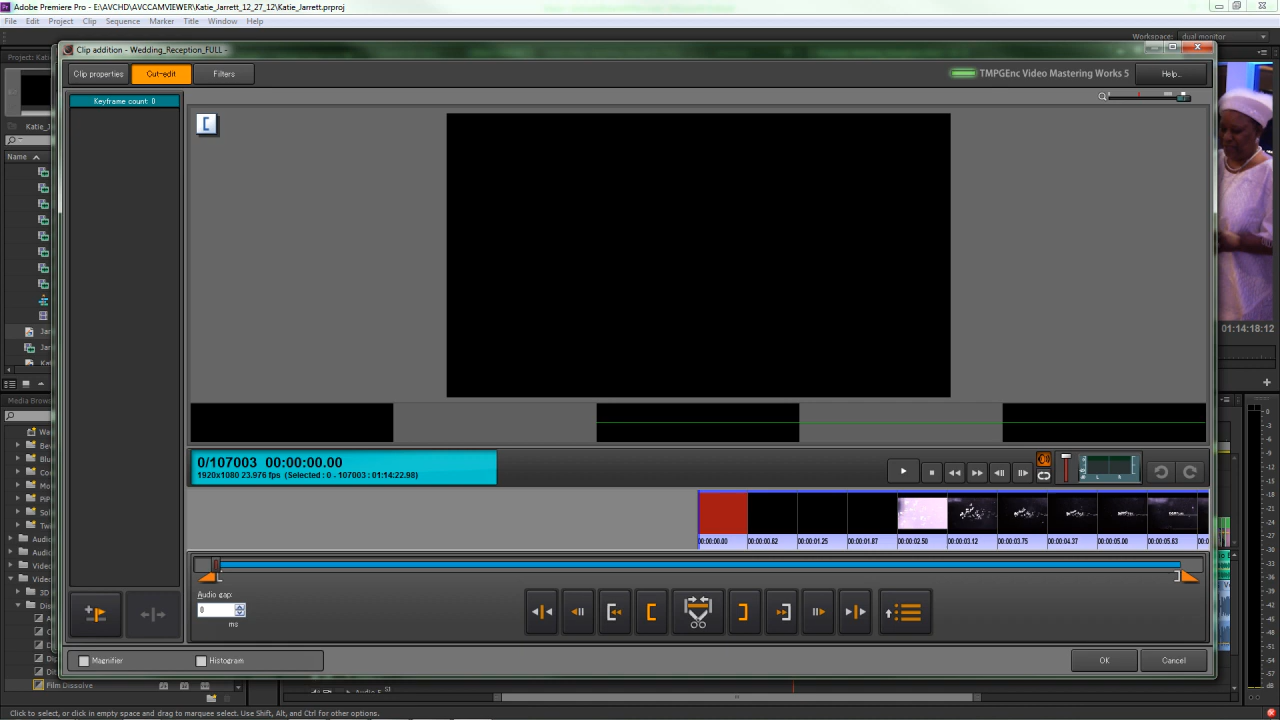 Adobe Premiere Pro - E:\AVCHD\AVCCAMVIEWER\Katie_Jarrett_12_27_12\Katie_Jarrett.prproj
File Edit Project Clip Sequence Marker Title Window Help
Workspace: dual monitor
Clip addition - Wedding_Reception_FULL -
Clip properties Cut-edit Filters
TMPGEnc Video Mastering Works 5 Help...
Keyframe count: 0
Name
01:14:18:12
0/107003 00:00:00.00
1920x1080 23.976 fps (Selected : 0 - 107003 : 01:14:22.98)
00:00:00.00 00:00:00.82 00:00:01.25 00:00:01.87 00:00:02.50 00:00:03.12 00:00:03.75 00:00:04.37 00:00:05.00 00:00:05.63
Audio gap:
0
ms
Magnifier Histogram
OK Cancel
Film Dissolve
Click to select, or click in empty space and drag to marquee select. Use Shift, Alt, and Ctrl for other options.